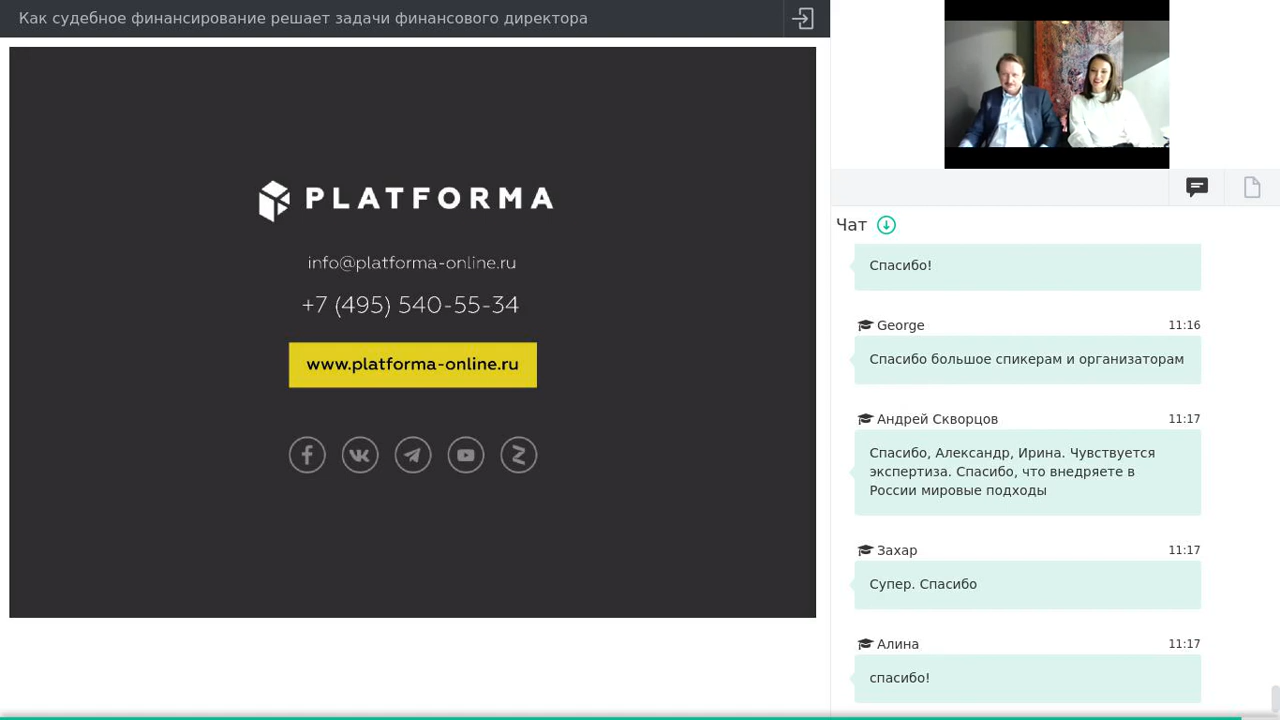 Как судебное финансирование решает задачи финансового директора
PLATFORMA
info@platforma-online.ru
+7 (495) 540-55-34
www.platforma-online.ru
Чат
Спасибо!
George 11:16
Спасибо большое спикерам и организаторам
Андрей Скворцов 11:17
Спасибо, Александр, Ирина. Чувствуется
экспертиза. Спасибо, что внедряете в
России мировые подходы
Захар 11:17
Супер. Спасибо
Алина 11:17
спасибо!